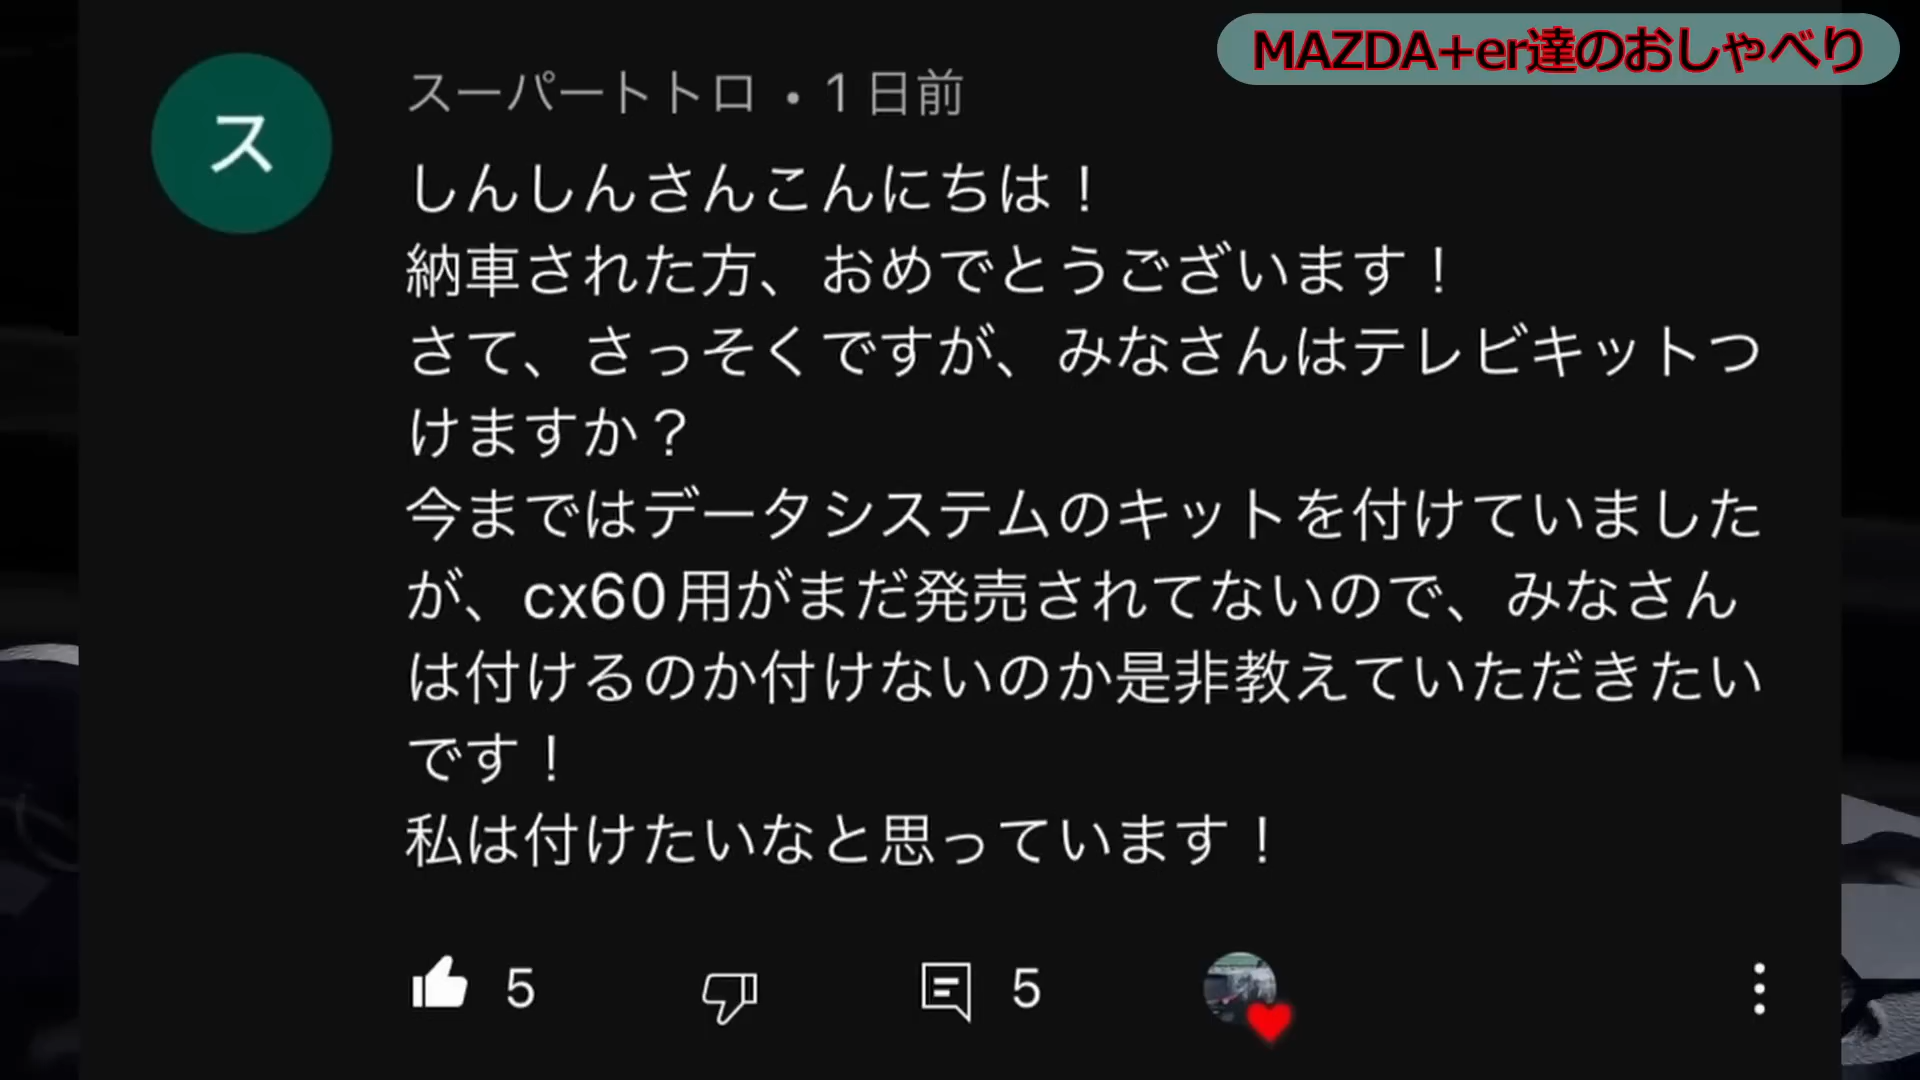 MAZDA+er達のおしゃべり
ス
スーパートトロ・1日前
しんしんさんこんにちは！
納車された方、おめでとうございます！
さて、さっそくですが、みなさんはテレビキットつ
けますか？
今まではデータシステムのキットを付けていました
が、cx60用がまだ発売されてないので、みなさん
は付けるのか付けないのか是非教えていただきたい
です！
私は付けたいなと思っています！
5
5